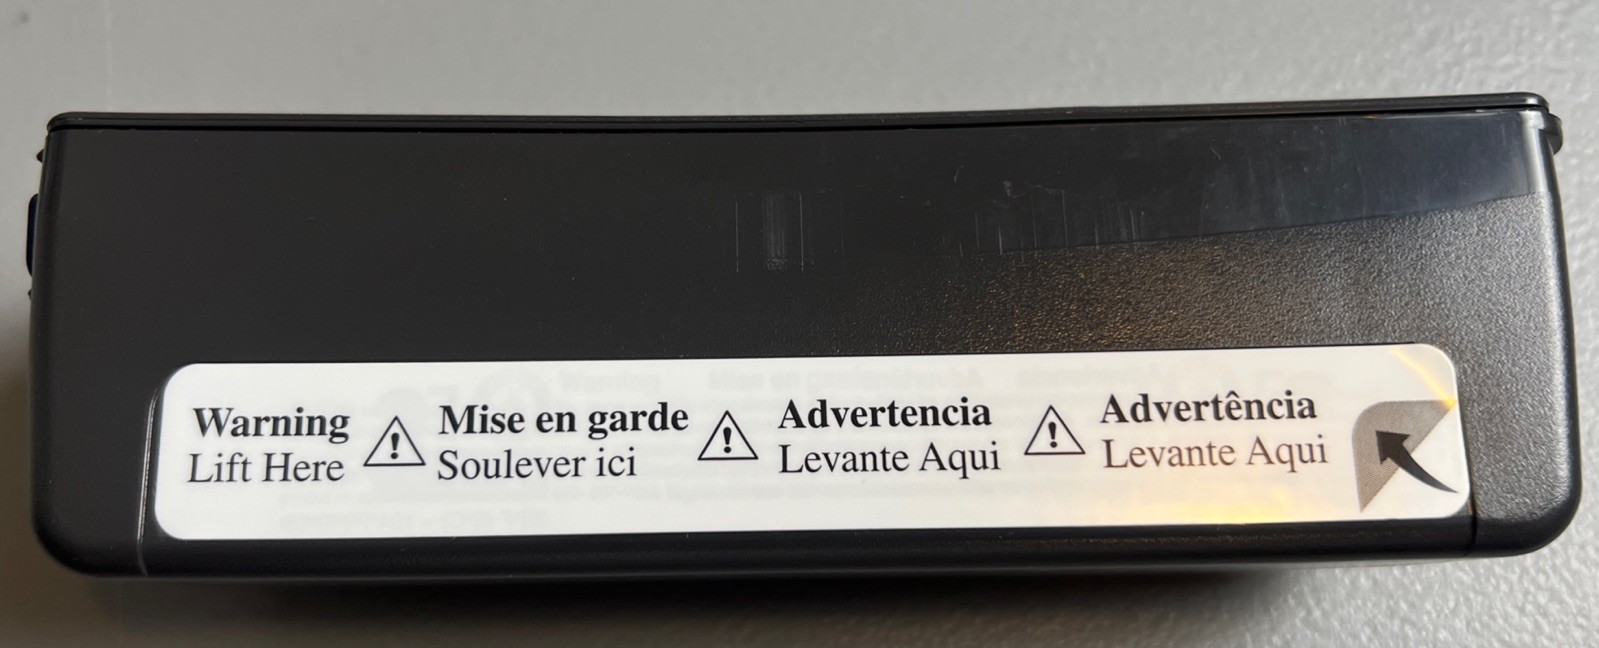 Warning
Lift Here
Mise en garde
Soulever ici
Advertencia
Levante Aqui
Advertência
Levante Aqui